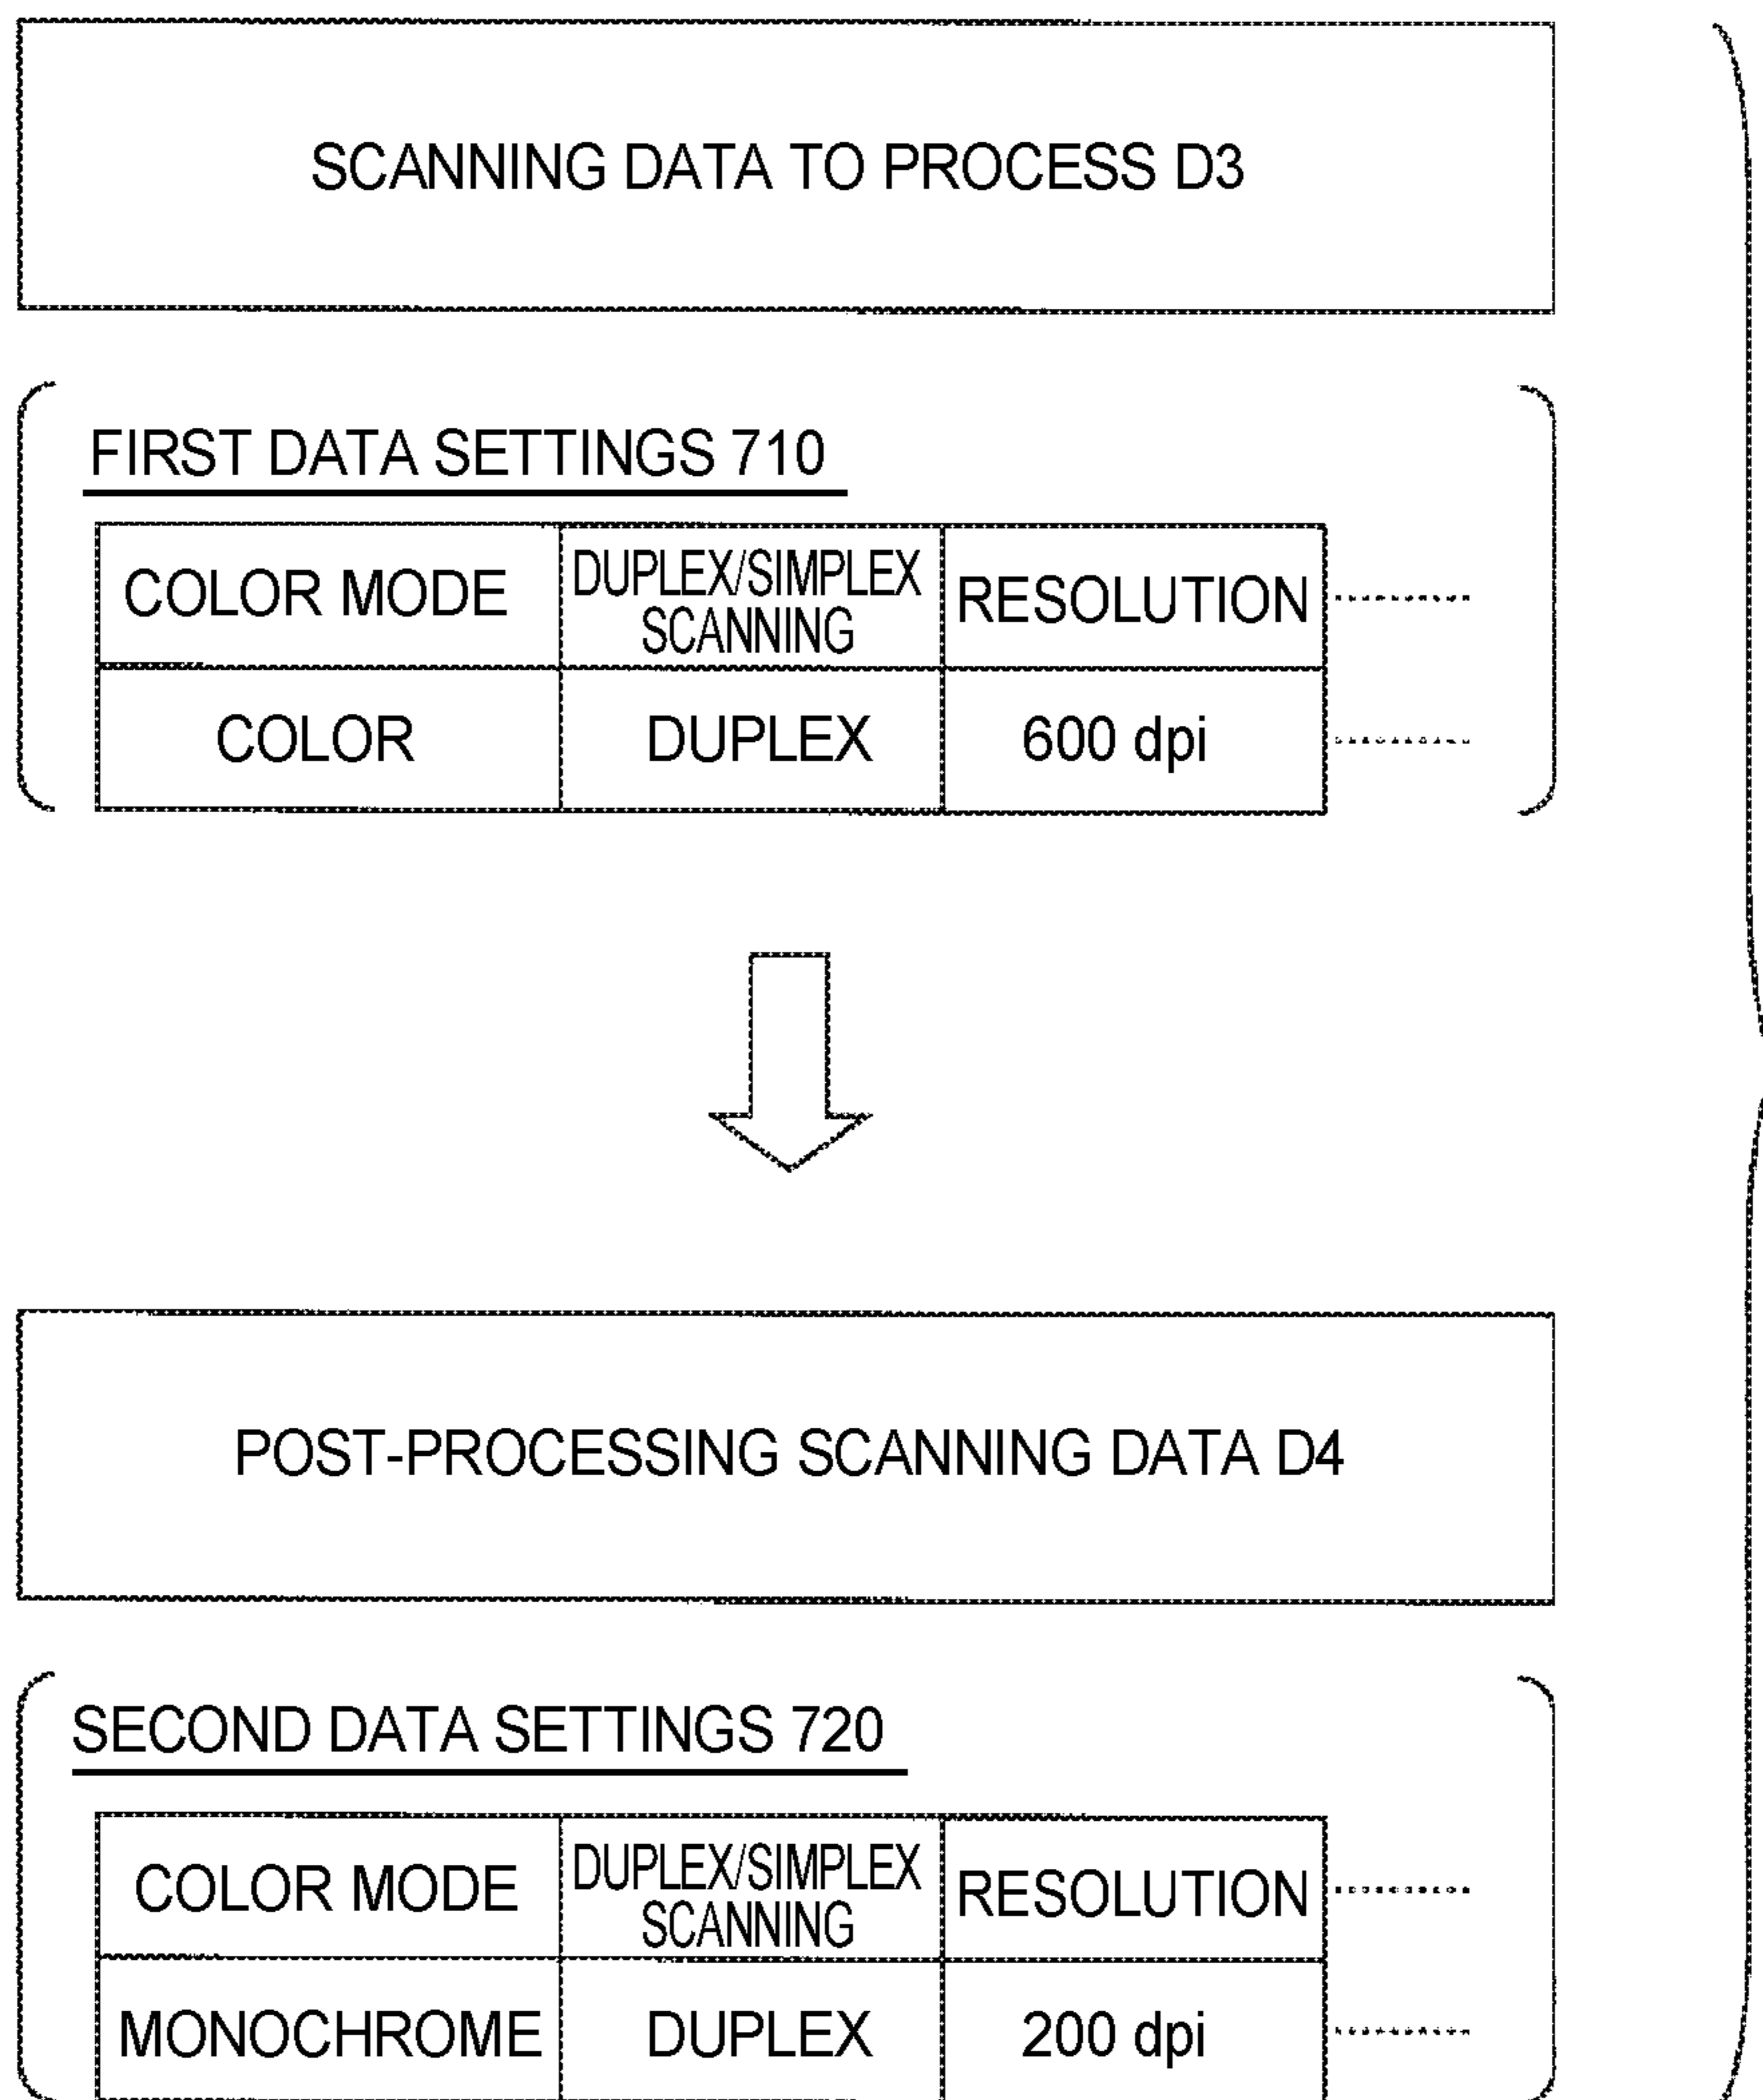 SCANNING DATA TO PROCESS D3
FIRST DATA SETTINGS 710
COLOR MODE DUPLEX/SIMPLEX SCANNING RESOLUTION
COLOR DUPLEX 600 dpi
POST-PROCESSING SCANNING DATA D4
SECOND DATA SETTINGS 720
COLOR MODE DUPLEX/SIMPLEX SCANNING RESOLUTION
MONOCHROME DUPLEX 200 dpi